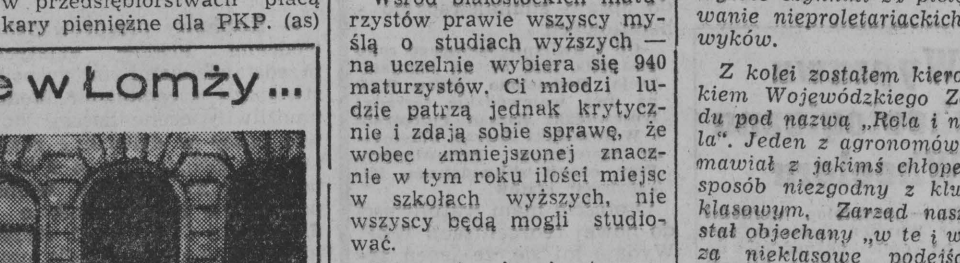 w przedsiębiorstwach płacą
kary pieniężne dla PKP. (as)
w Łomży ...
Wśród białostockich matu-
rzystów prawie wszyscy my-
ślą o studiach wyższych —
na uczelnie wybiera się 940
maturzystów. Ci młodzi lu-
dzie patrzą jednak krytycz-
nie i zdają sobie sprawę, że
wobec zmniejszonej znacz-
nie w tym roku ilości miejsc
w szkołach wyższych, nie
wszyscy będą mogli studio-
wać.
wanie nieproletariackich
wyków.
Z kolei zostałem kiero
kiem Wojewódzkiego Z
du pod nazwą „Rola i n
la“. Jeden z agronomów
mawiał z jakimś chłope
sposób niezgodny z klu
klasowym. Zarząd nasz
stał objechany „w te i w
za nieklasowe podejś